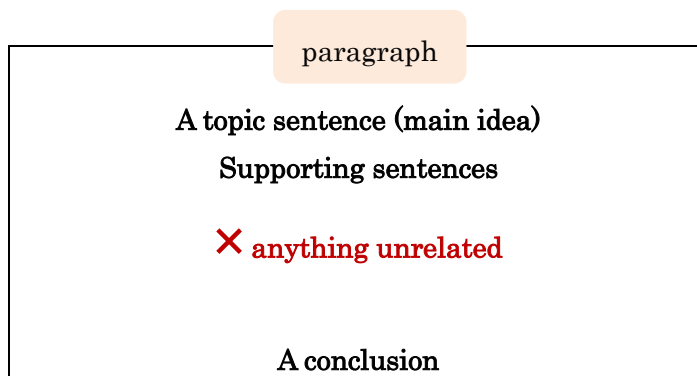 paragraph
A topic sentence (main idea)
Supporting sentences
✕ anything unrelated
A conclusion